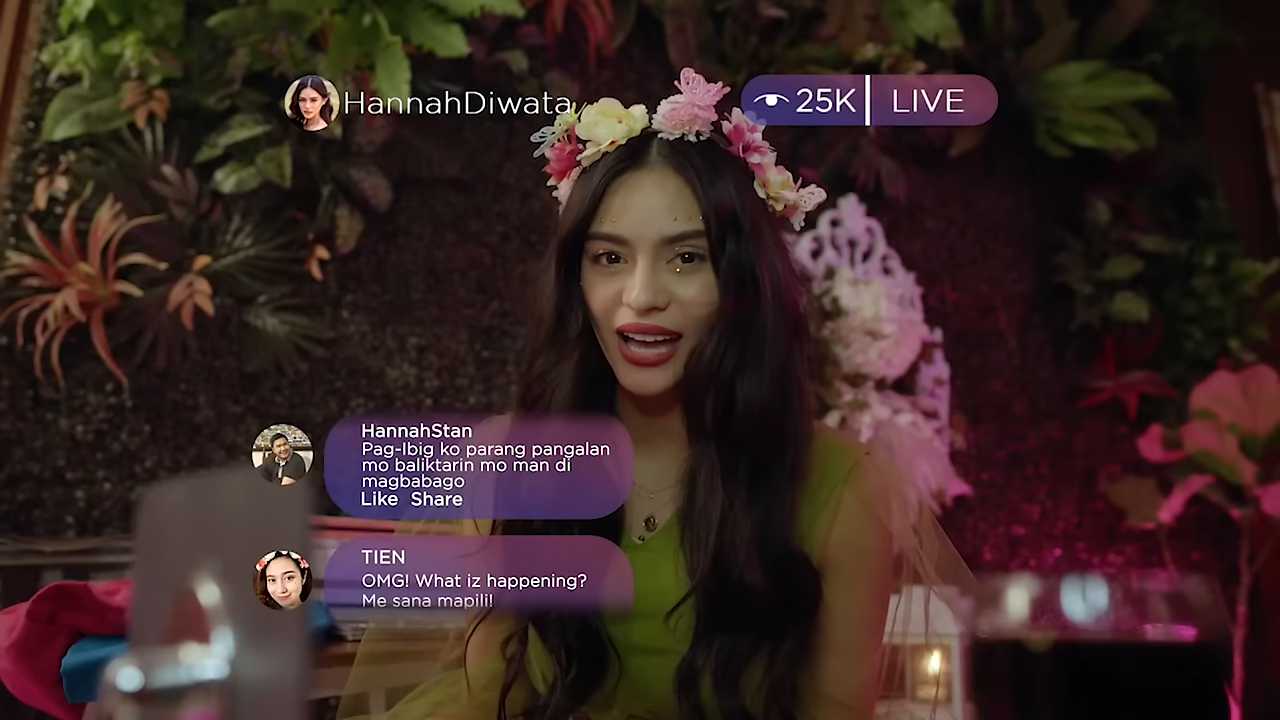 HannahDiwata
25K LIVE
HannahStan
Pag-Ibig ko parang pangalan
mo baliktarin mo man di
magbabago
Like Share
TIEN
OMG! What iz happening?
Me sana mapili!